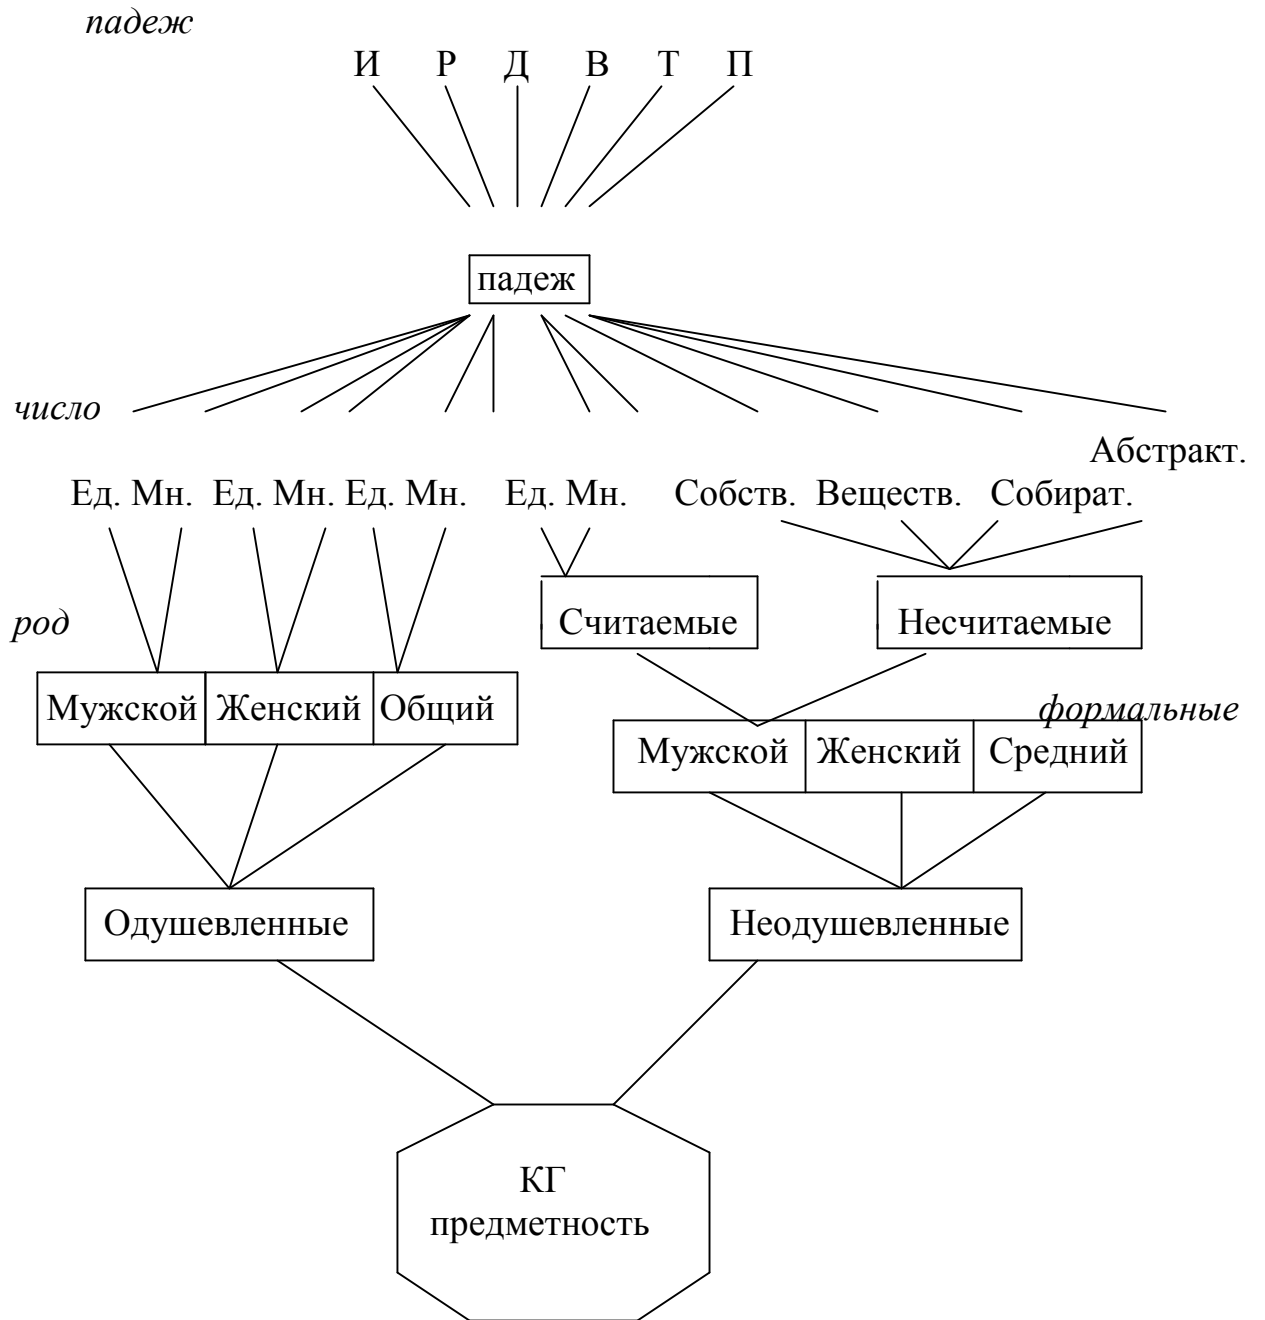 падеж
И Р Д В Т П
падеж
число
Абстракт.
Ед. Мн. Ед. Мн. Ед. Мн. Ед. Мн. Собств. Веществ. Собират.
род
Считаемые Несчитаемые
Мужской Женский Общий
формальные
Мужской Женский Средний
Одушевленные Неодушевленные
КГ
предметность